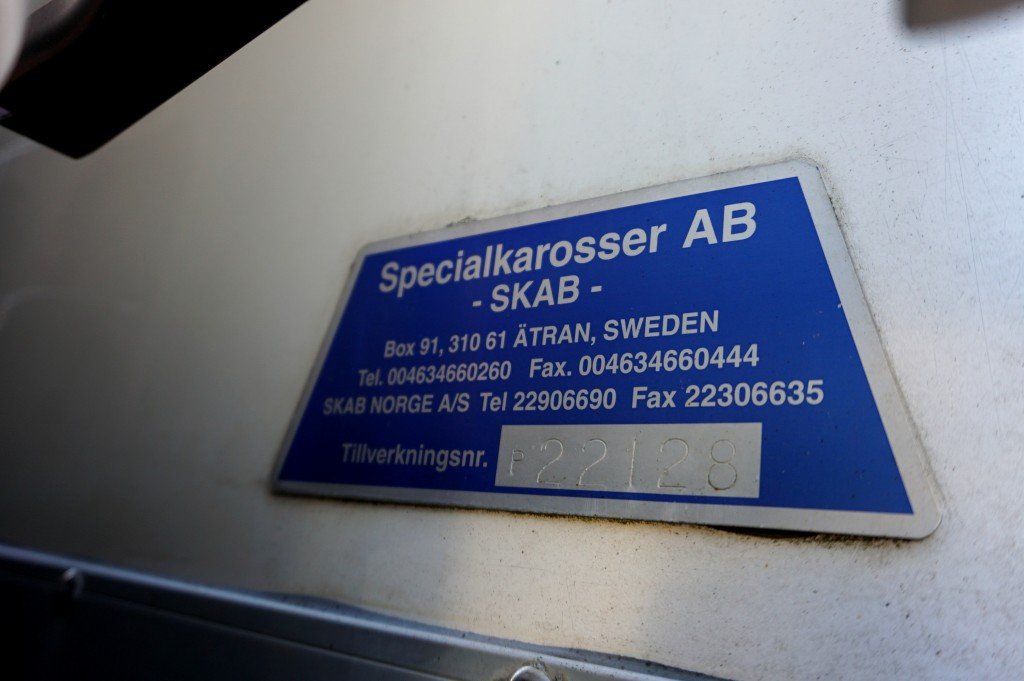 Specialkarosser AB
- SKAB -
Box 91, 310 61 ÄTRAN, SWEDEN
Tel. 004634660260 Fax. 004634660444
SKAB NORGE A/S Tel 22906690 Fax 22306635
Tillverkningsnr. P 22128